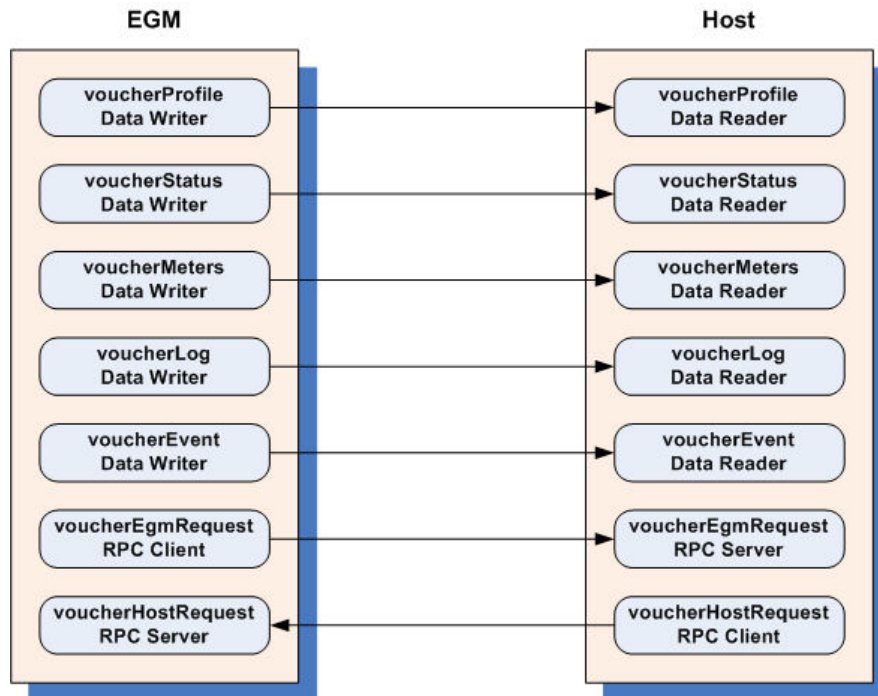 EGM
Host
voucherProfile
Data Writer
voucherProfile
Data Reader
voucherStatus
Data Writer
voucherStatus
Data Reader
voucherMeters
Data Writer
voucherMeters
Data Reader
voucherLog
Data Writer
voucherLog
Data Reader
voucherEvent
Data Writer
voucherEvent
Data Reader
voucherEgmRequest
RPC Client
voucherEgmRequest
RPC Server
voucherHostRequest
RPC Server
voucherHostRequest
RPC Client